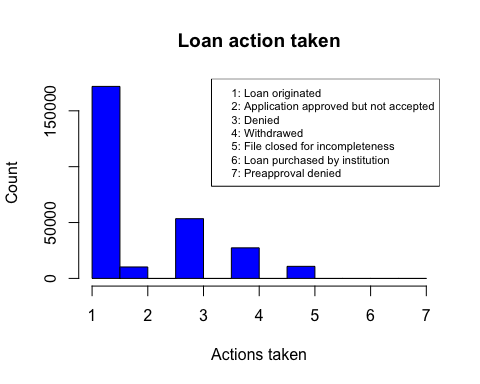 Loan action taken
1: Loan originated
2: Application approved but not accepted
3: Denied
4: Withdrawed
5: File closed for incompleteness
6: Loan purchased by institution
7: Preapproval denied
Count
150000
50000
0
1 2 3 4 5 6 7
Actions taken